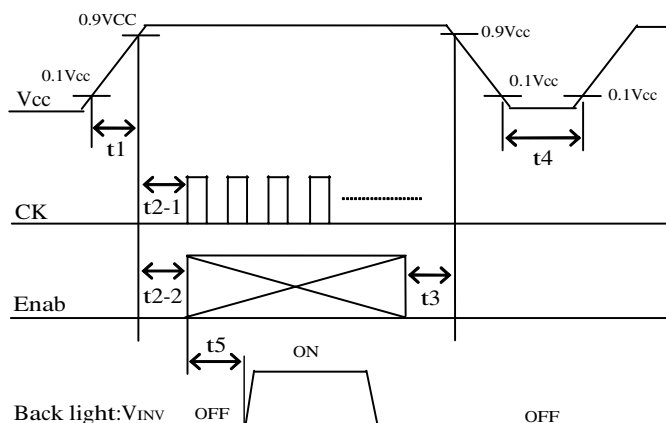 0.9VCC
0.9Vcc
0.1Vcc
0.1Vcc
0.1Vcc
Vcc
t1
t4
t2-1
CK
t2-2
t3
Enab
t5
ON
Back light:VINV
OFF
OFF